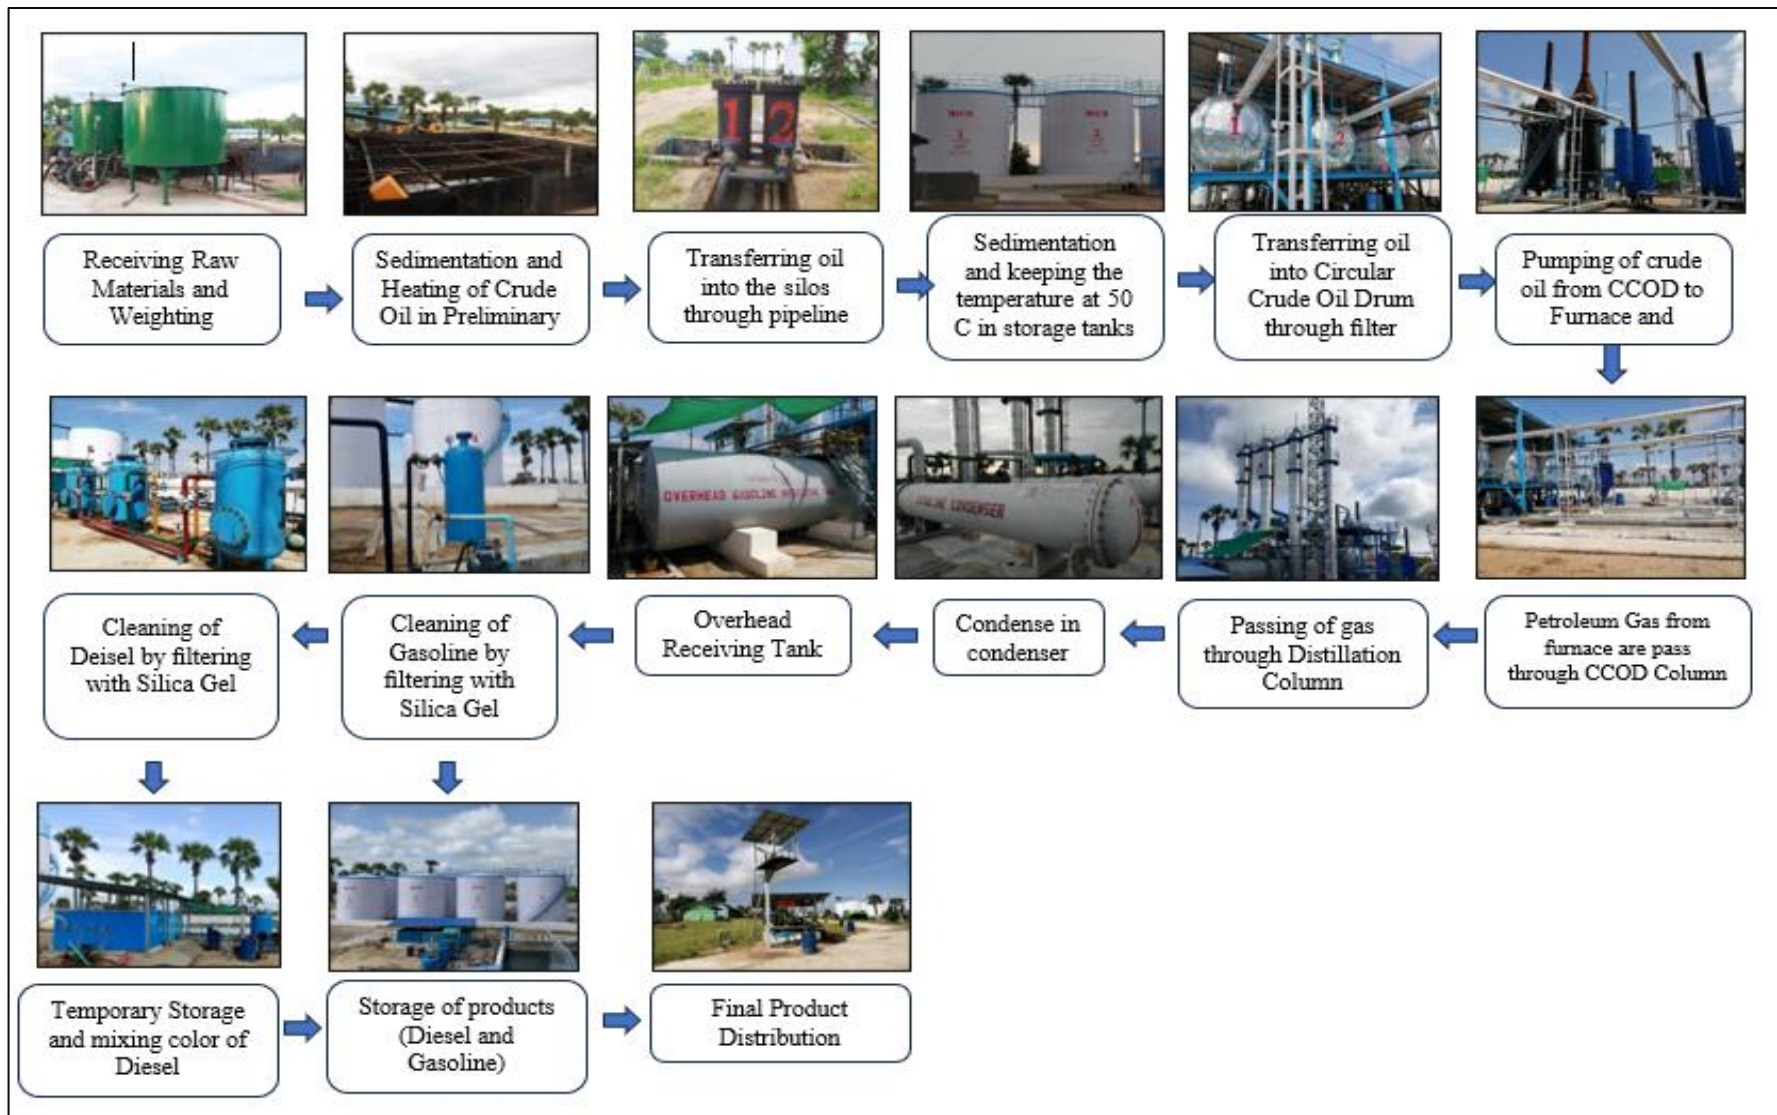 1 2
1
2
Receiving Raw
Materials and
Weighting
Sedimentation and
Heating of Crude
Oil in Preliminary
Transferring oil
into the silos
through pipeline
Sedimentation
and keeping the
temperature at 50
C in storage tanks
Transferring oil
into Circular
Crude Oil Drum
through filter
Pumping of crude
oil from CCOD to
Furnace and
OVERHEAD GASOLINE
CONDENSER
Cleaning of
Deisel by filtering
with Silica Gel
Cleaning of
Gasoline by
filtering with
Silica Gel
Overhead
Receiving Tank
Condense in
condenser
Passing of gas
through Distillation
Column
Petroleum Gas from
furnace are pass
through CCOD Column
Temporary Storage
and mixing color of
Diesel
Storage of products
(Diesel and
Gasoline)
Final Product
Distribution